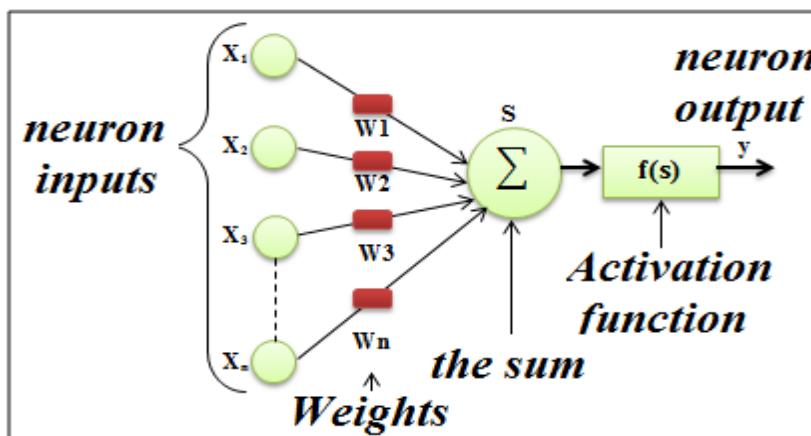 neuron
inputs
X₁
X₂
X₃
Xₙ
W1
W2
W3
Wn
Weights
S
∑
the sum
f(s)
Activation
function
neuron
output
y